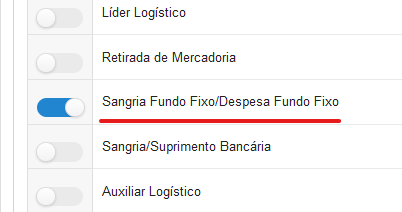 Líder Logístico
Retirada de Mercadoria
Sangria Fundo Fixo/Despesa Fundo Fixo
Sangria/Suprimento Bancária
Auxiliar Logístico